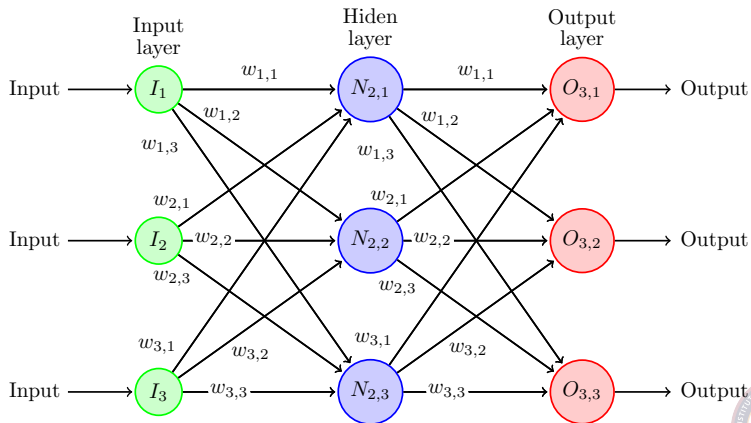 Input
layer
Hiden
layer
Output
layer
Input
I1
w1,1
N2,1
w1,1
O3,1
Output
w1,2
w1,2
w1,3
w1,3
w2,1
w2,1
Input
I2
w2,2
N2,2
w2,2
O3,2
Output
w2,3
w2,3
w3,1
w3,1
w3,2
w3,2
Input
I3
w3,3
N2,3
w3,3
O3,3
Output